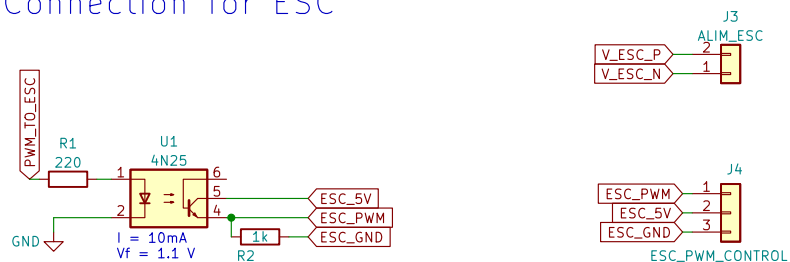 Connection for ESC
J3
ALIM_ESC
V_ESC_P 2
V_ESC_N 1
PWM_TO_ESC
R1
220
U1
4N25
1
2
6
5
4
ESC_5V
ESC_PWM
ESC_GND
1k
R2
GND
I = 10mA
Vf = 1.1 V
J4
ESC_PWM 1
ESC_5V 2
ESC_GND 3
ESC_PWM_CONTROL